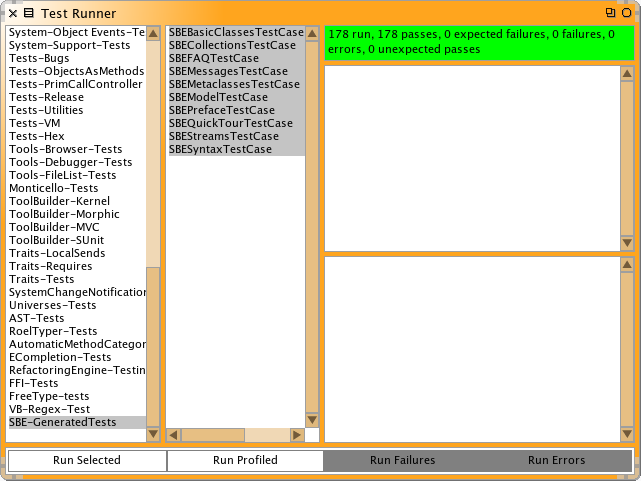 Test Runner
System-Object Events-Te
System-Support-Tests
Tests-Bugs
Tests-ObjectsAsMethods
Tests-PrimCallController
Tests-Release
Tests-Utilities
Tests-VM
Tests-Hex
Tools-Browser-Tests
Tools-Debugger-Tests
Tools-FileList-Tests
Monticello-Tests
ToolBuilder-Kernel
ToolBuilder-Morphic
ToolBuilder-MVC
ToolBuilder-SUnit
Traits-LocalSends
Traits-Requires
Traits-Tests
SystemChangeNotification
Universes-Tests
AST-Tests
RoelTyper-Tests
AutomaticMethodCategor
ECompletion-Tests
RefactoringEngine-Testin
FFI-Tests
FreeType-tests
VB-Regex-Test
SBE-GeneratedTests
SBEBasicClassesTestCase
SBECollectionsTestCase
SBEFAQTestCase
SBEMessagesTestCase
SBEMetaclassesTestCase
SBEModelTestCase
SBEPrefaceTestCase
SBEQuickTourTestCase
SBEStreamsTestCase
SBESyntaxTestCase
178 run, 178 passes, 0 expected failures, 0 failures, 0
errors, 0 unexpected passes
Run Selected
Run Profiled
Run Failures
Run Errors